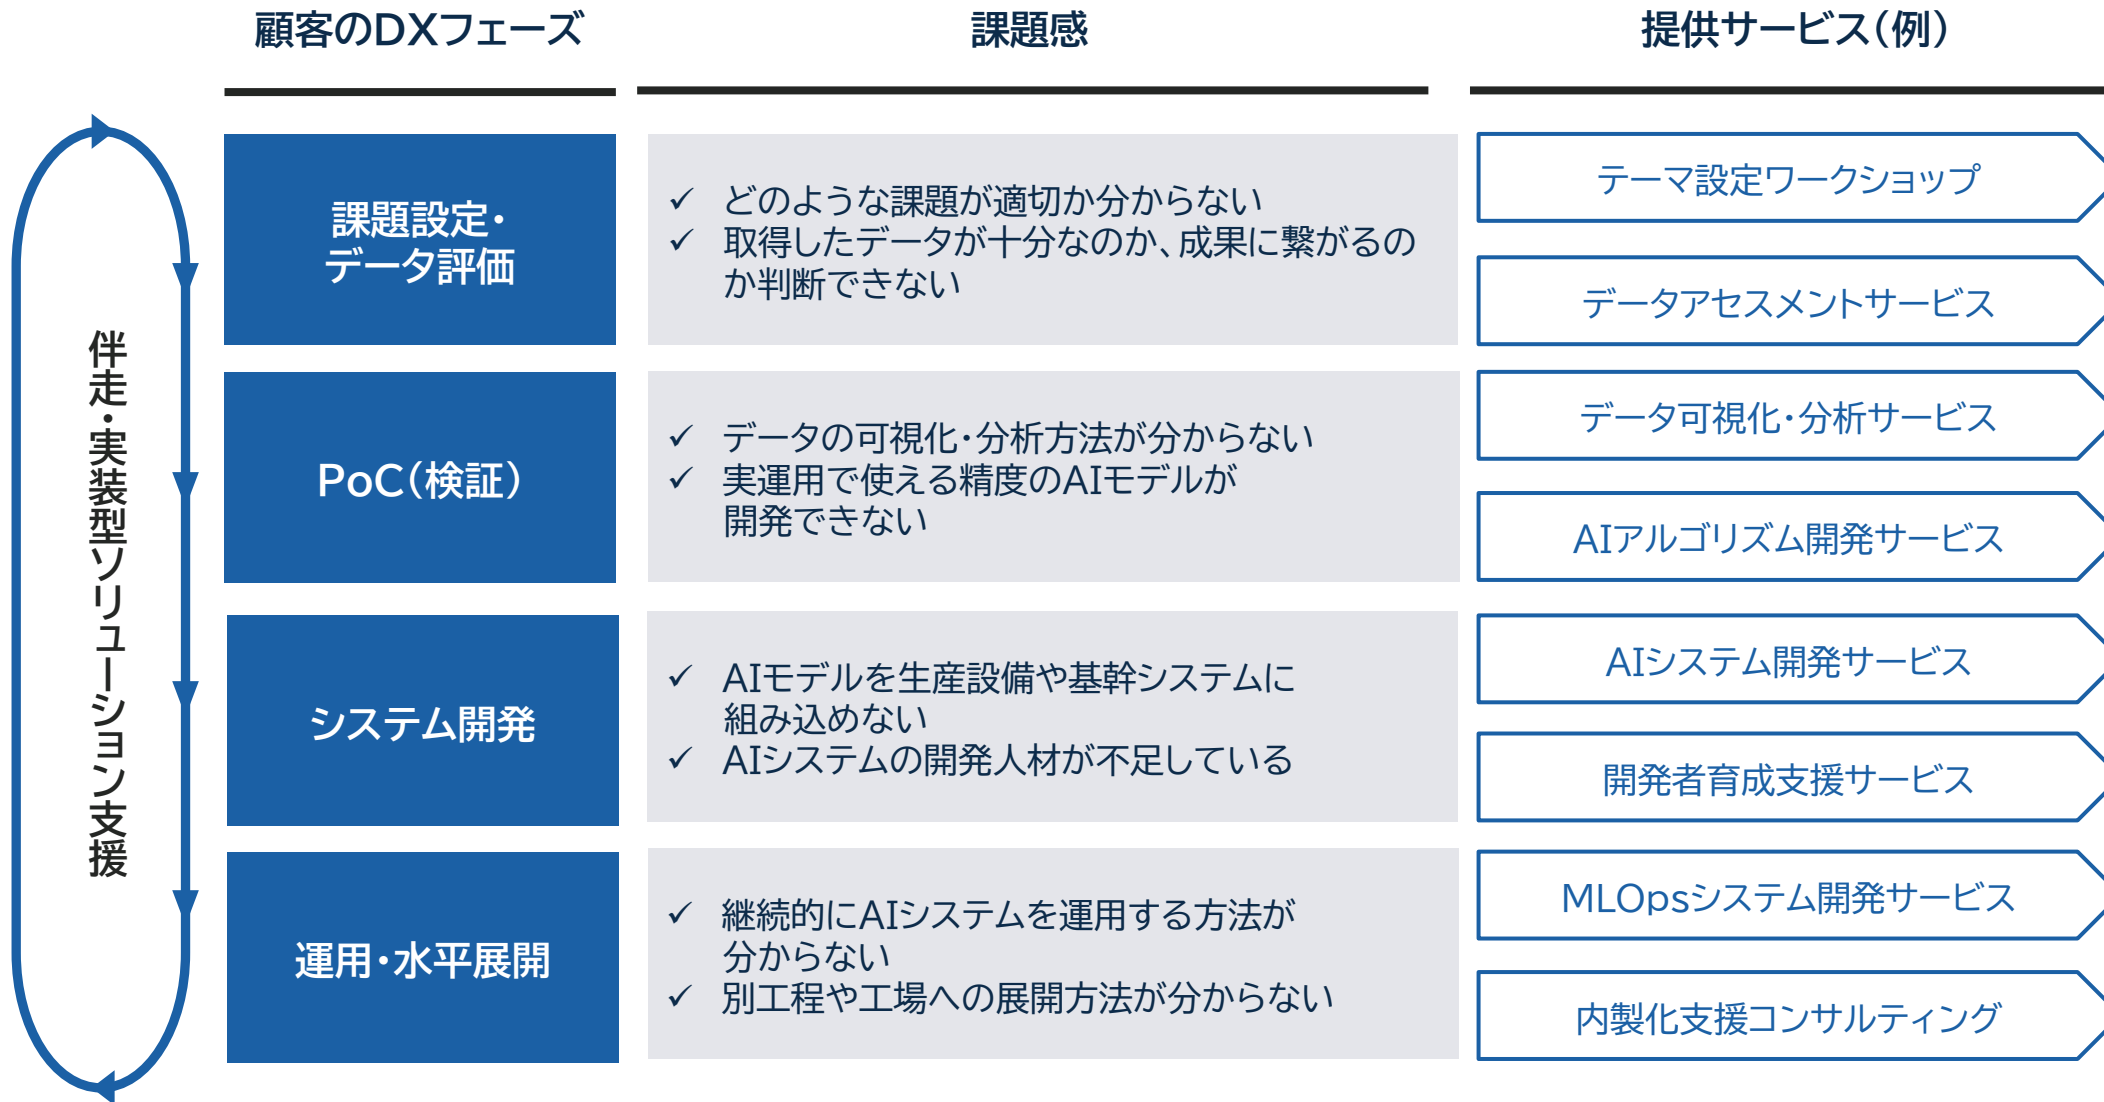 顧客のDXフェーズ
課題感
提供サービス(例)
伴走・実装型ソリューション支援
課題設定・
データ評価
✓ どのような課題が適切か分からない
✓ 取得したデータが十分なのか、成果に繋がるの
か判断できない
テーマ設定ワークショップ
データアセスメントサービス
PoC(検証)
✓ データの可視化・分析方法が分からない
✓ 実運用で使える精度のAIモデルが
開発できない
データ可視化・分析サービス
AIアルゴリズム開発サービス
システム開発
✓ AIモデルを生産設備や基幹システムに
組み込めない
✓ AIシステムの開発人材が不足している
AIシステム開発サービス
開発者育成支援サービス
運用・水平展開
✓ 継続的にAIシステムを運用する方法が
分からない
✓ 別工程や工場への展開方法が分からない
MLOpsシステム開発サービス
内製化支援コンサルティング